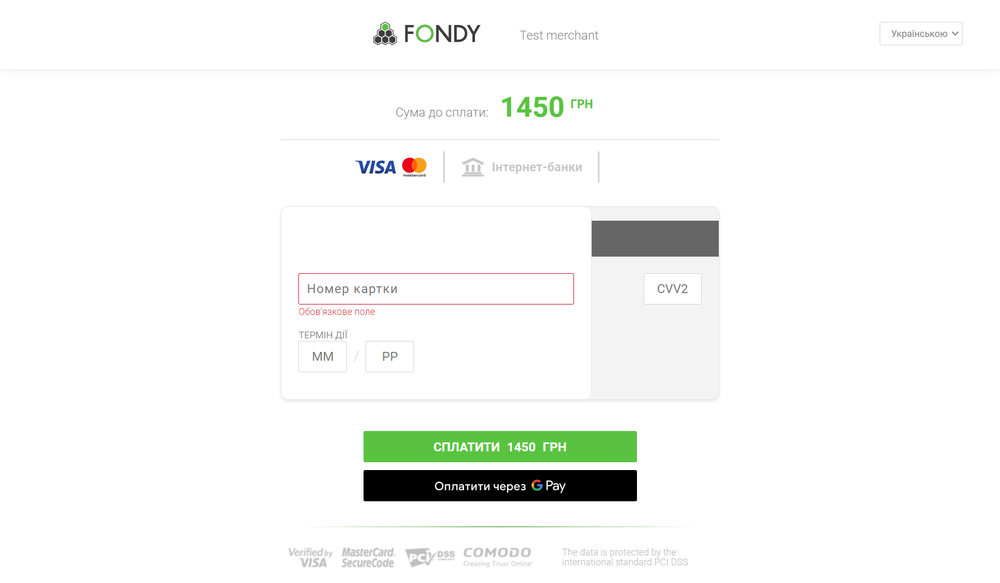 FONDY
Test merchant
Українською
Сума до сплати: 1450 ГРН
VISA
mastercard
Інтернет-банки
Номер картки
CVV2
Обов'язкове поле
ТЕРМІН ДІЇ
ММ / РР
СПЛАТИТИ 1450 ГРН
Оплатити через G Pay
Verified by VISA
MasterCard. SecureCode
PCI DSS COMPLIANT
COMODO
Creating Trust Online®
The data is protected by the
international standard PCI DSS